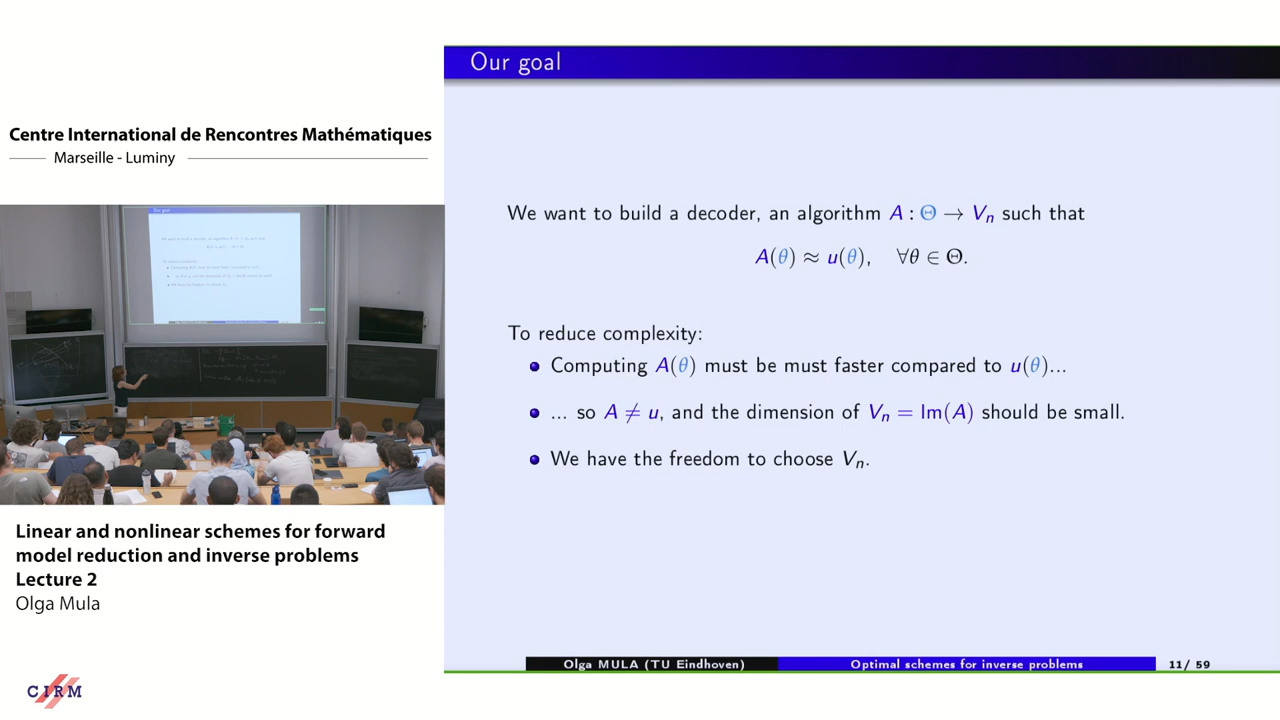 Centre International de Rencontres Mathématiques
Marseille - Luminy
Our goal
We want to build a decoder, an algorithm A : Θ → Vn such that
A(θ) ≈ u(θ), ∀θ ∈ Θ.
To reduce complexity:
Computing A(θ) must be must faster compared to u(θ)...
... so A ≠ u, and the dimension of Vn = Im(A) should be small.
We have the freedom to choose Vn.
Linear and nonlinear schemes for forward
model reduction and inverse problems
Lecture 2
Olga Mula
Olga MULA (TU Eindhoven)
Optimal schemes for inverse problems
11/ 59
CIRM